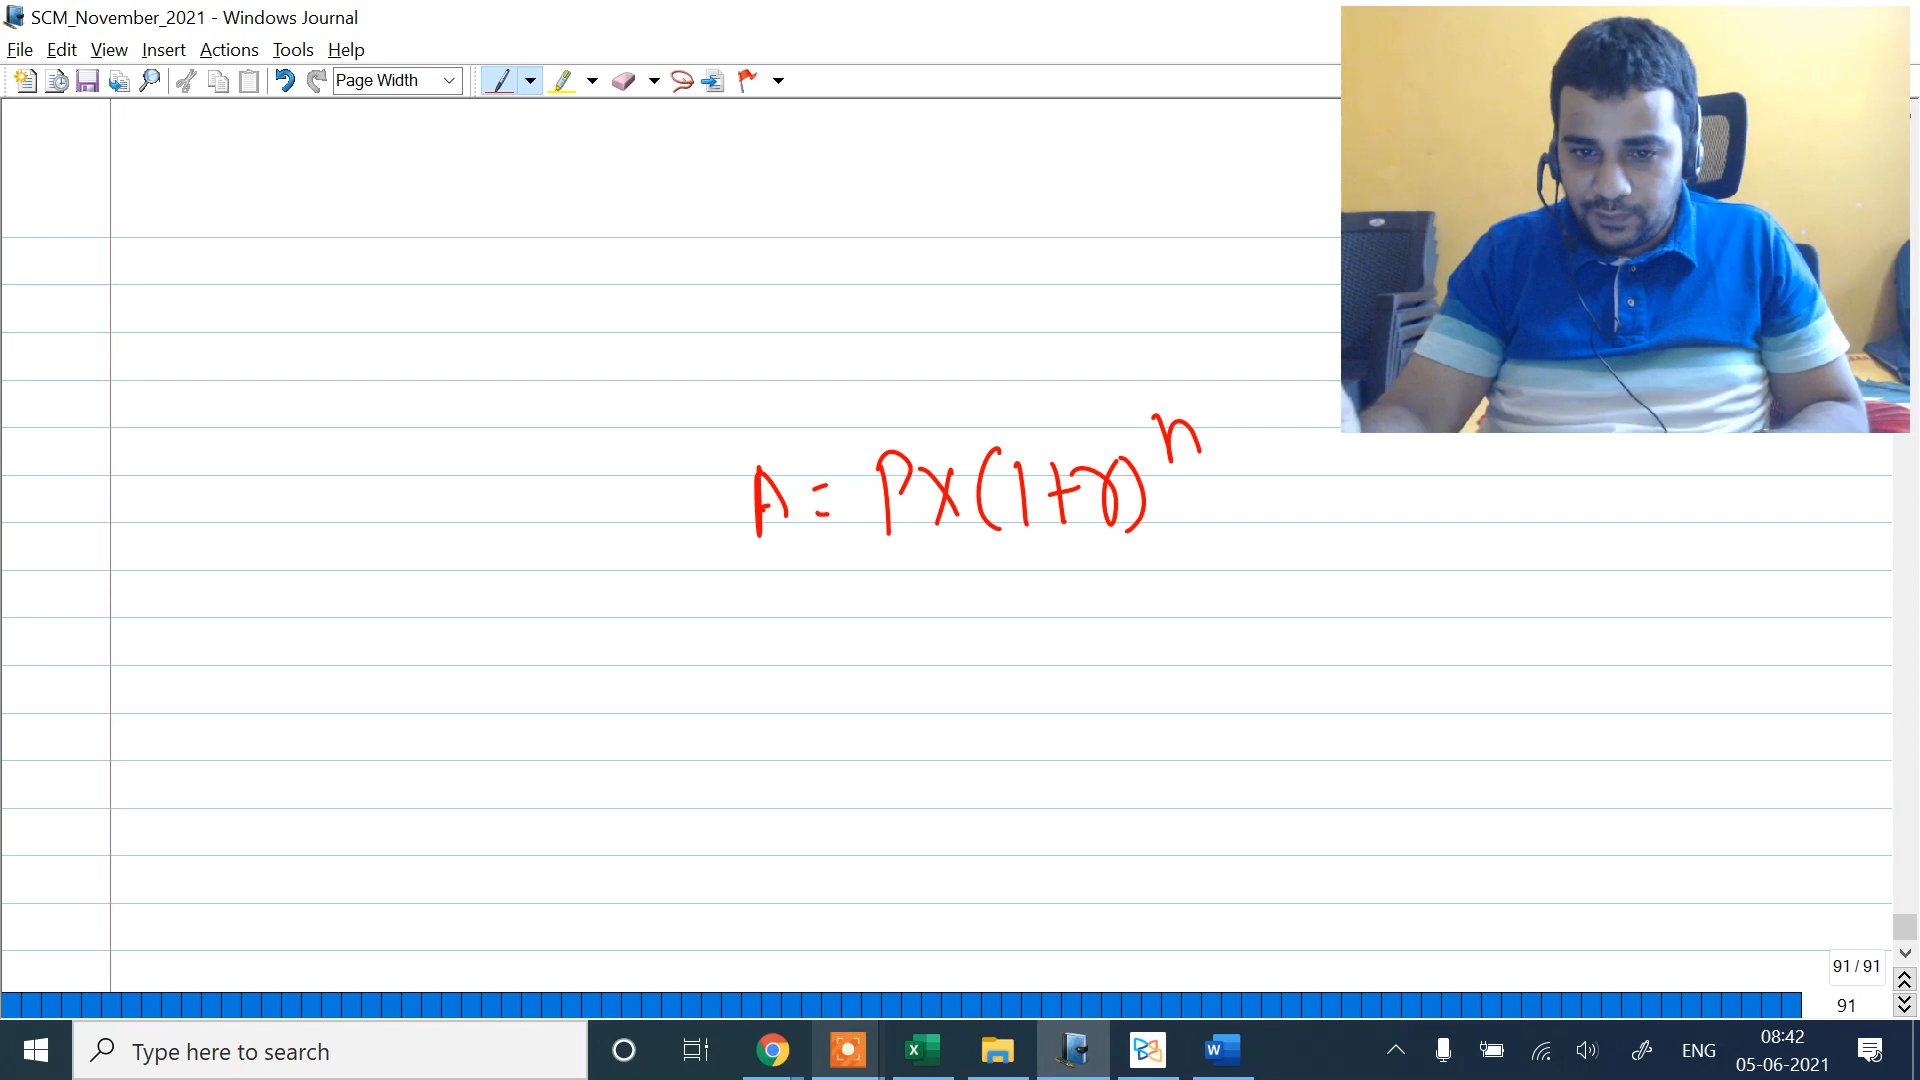 SCM_November_2021 - Windows Journal
File Edit View Insert Actions Tools Help
Page Width
A = P×(1+r)^n
91 / 91
91
Type here to search
ENG
08:42
05-06-2021